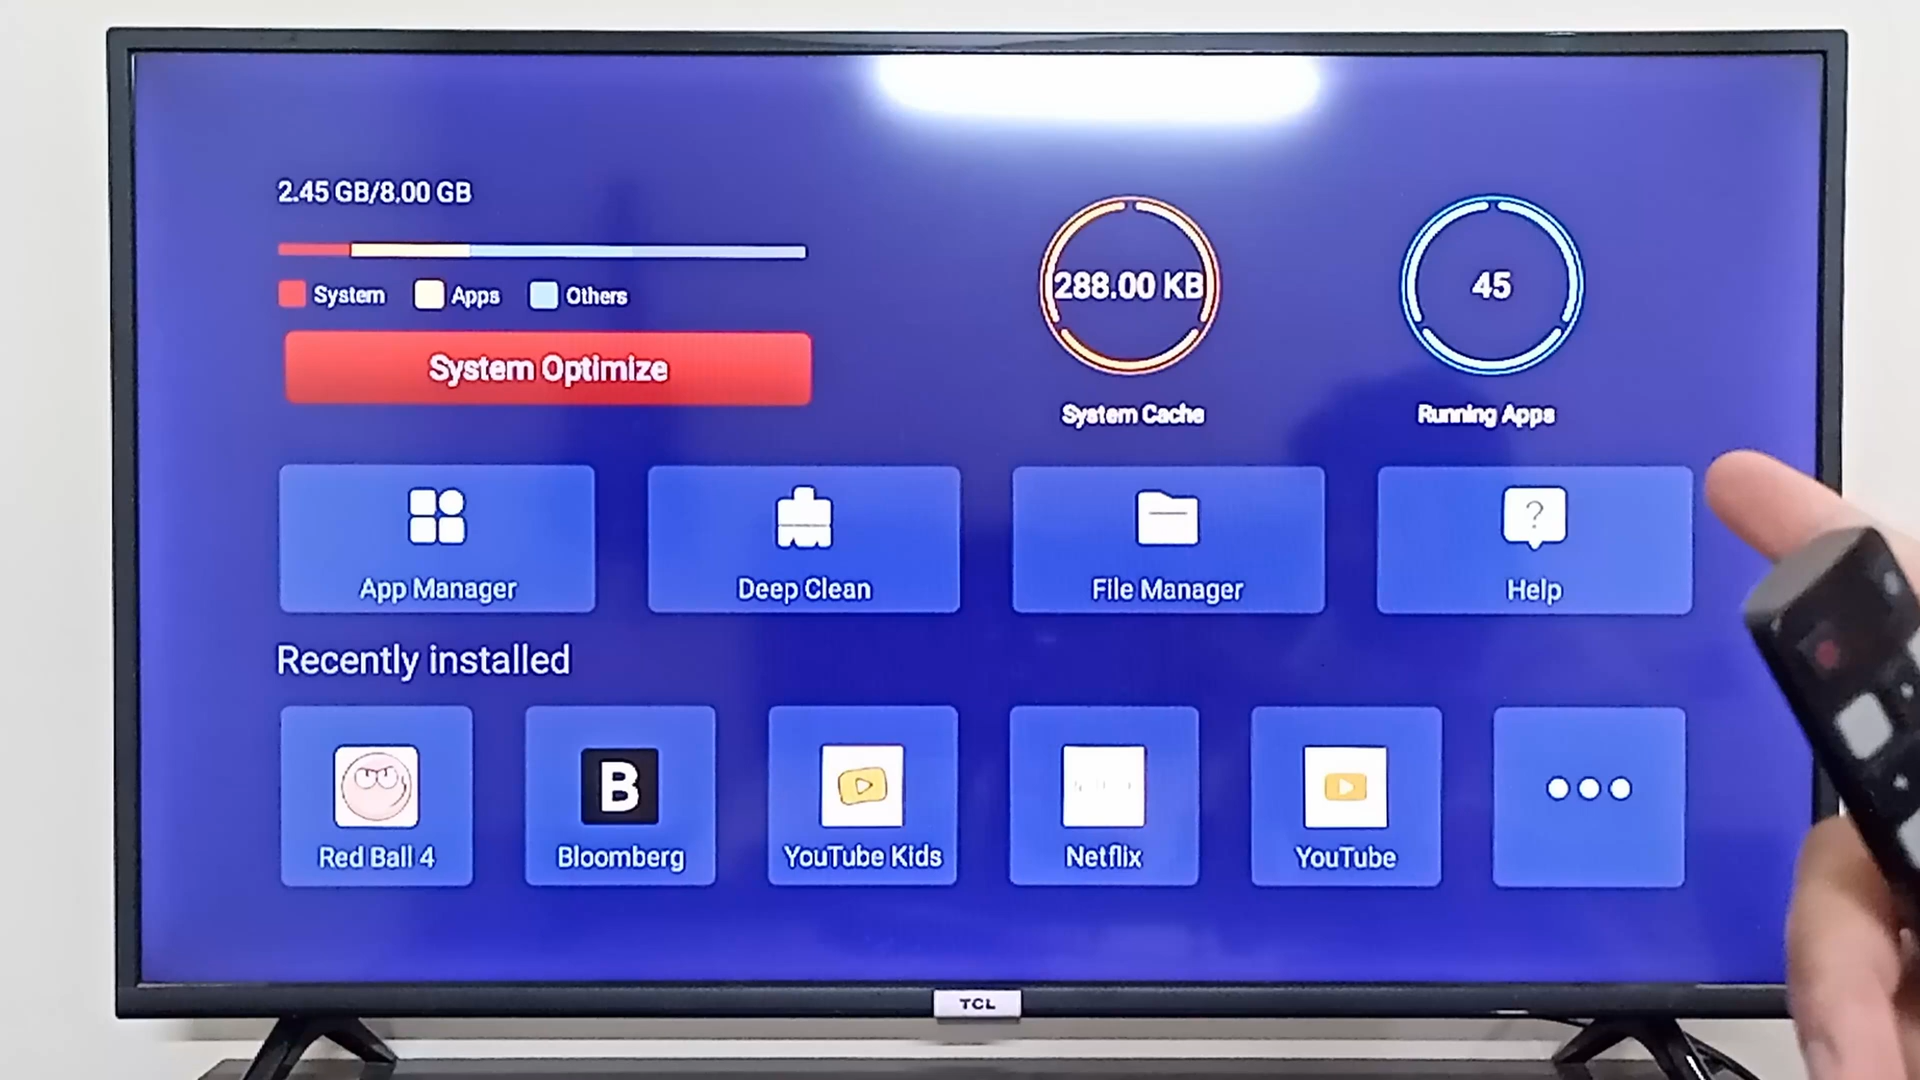 2.45 GB/8.00 GB
System Apps Others
System Optimize
288.00 KB
System Cache
45
Running Apps
App Manager
Deep Clean
File Manager
?
Help
Recently installed
Red Ball 4
B
Bloomberg
YouTube Kids
Netflix
YouTube
TCL